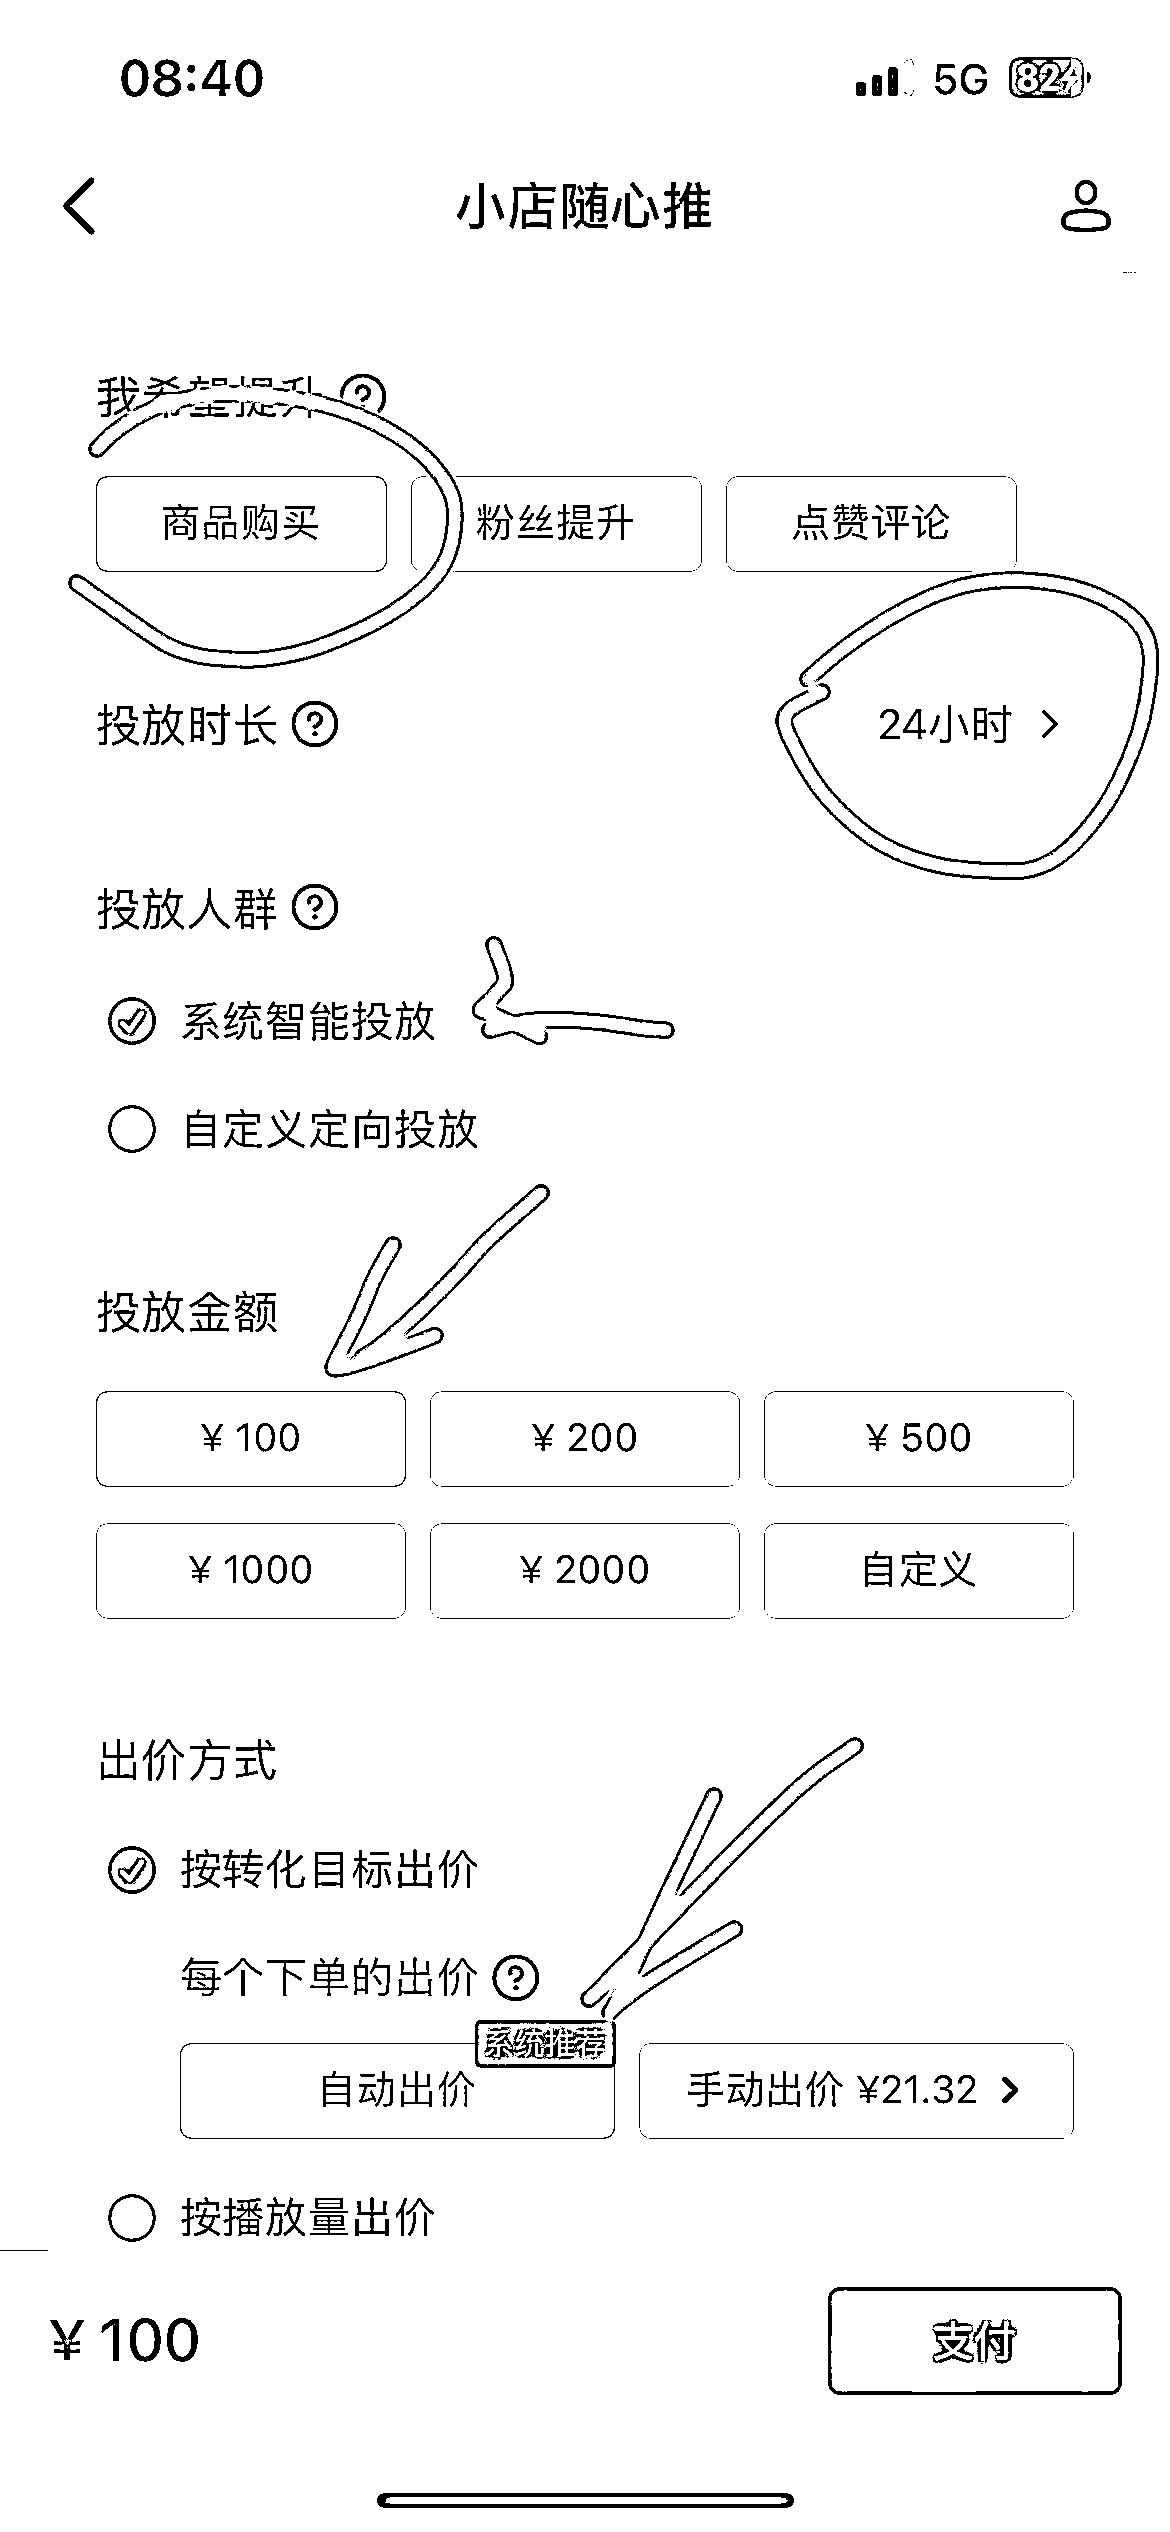 08:40 5G 82
小店随心推
我希望提升 ?
商品购买 粉丝提升 点赞评论
投放时长 ? 24小时 >
投放人群 ?
系统智能投放
自定义定向投放
投放金额
¥ 100 ¥ 200 ¥ 500
¥ 1000 ¥ 2000 自定义
出价方式
按转化目标出价
每个下单的出价 ?
系统推荐
自动出价 手动出价 ¥21.32 >
按播放量出价
¥ 100 支付